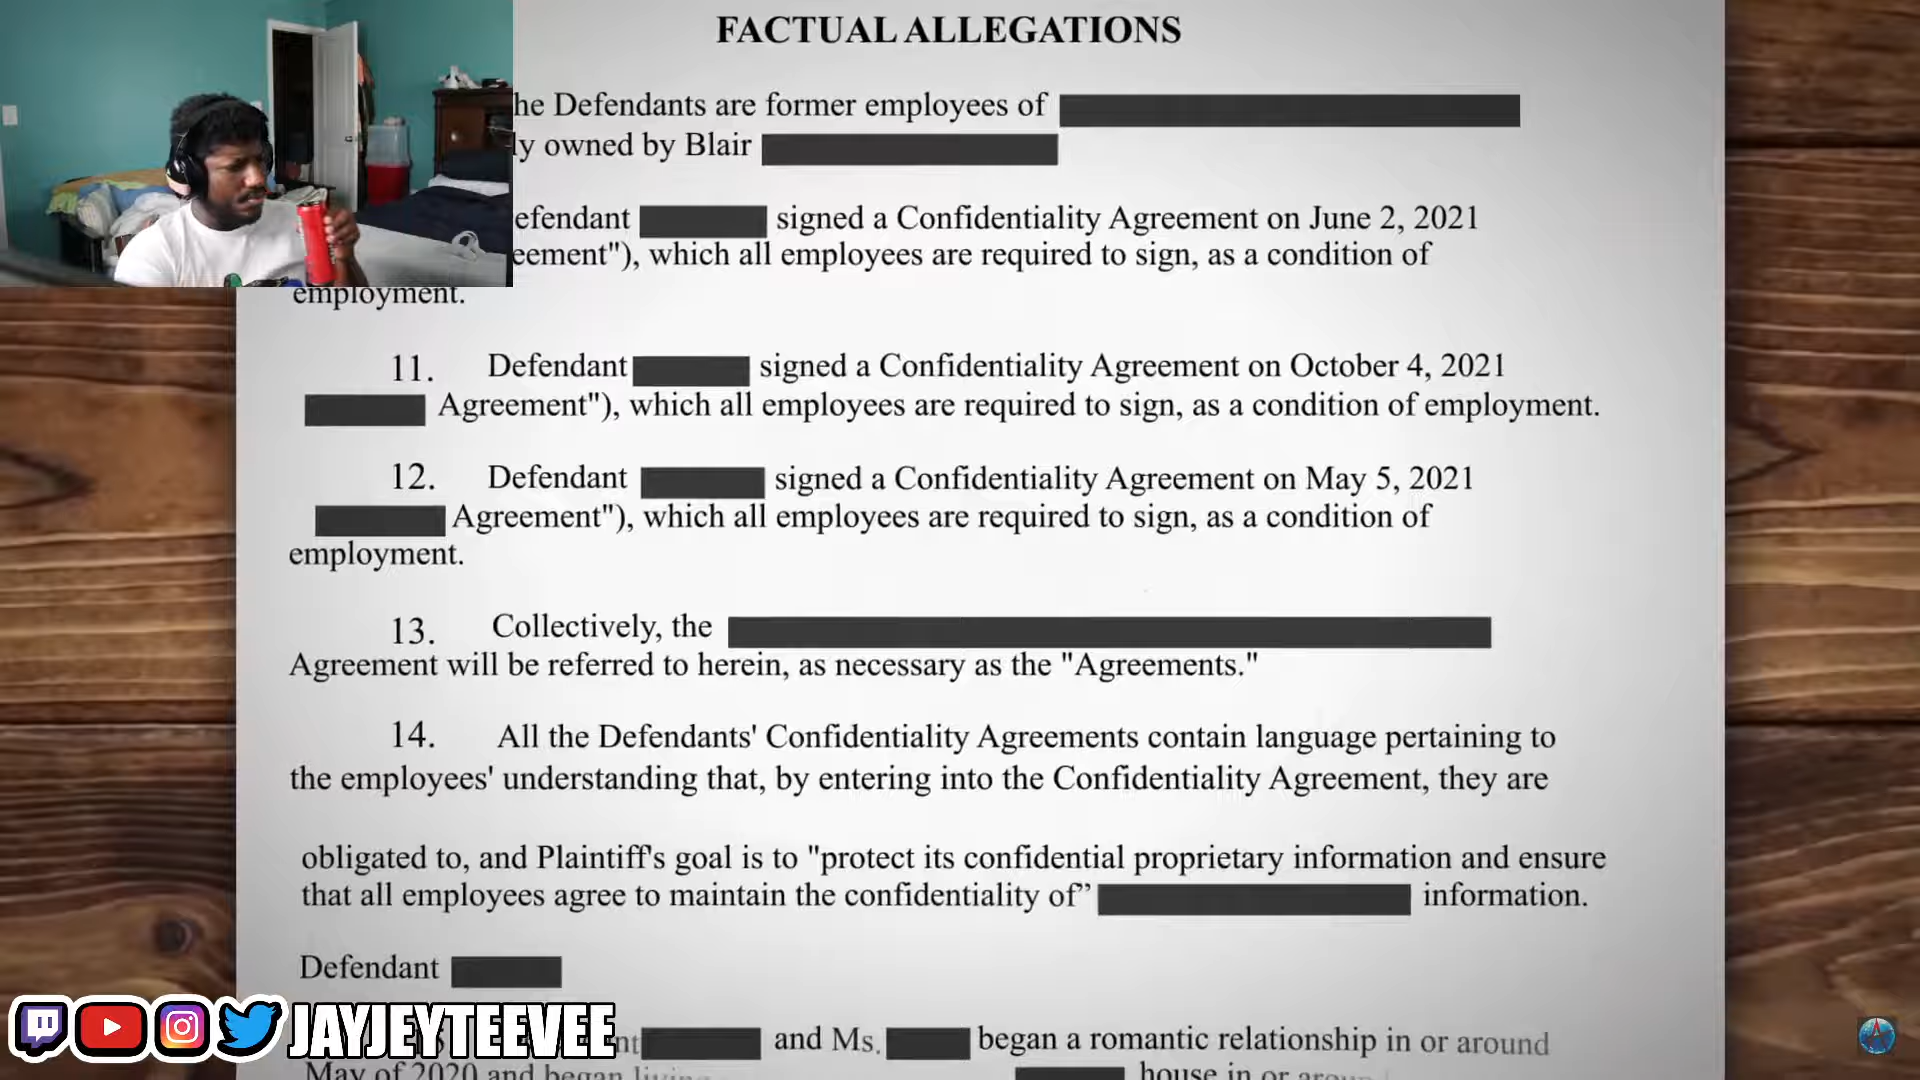 FACTUAL ALLEGATIONS
he Defendants are former employees of
ly owned by Blair
efendant signed a Confidentiality Agreement on June 2, 2021
eement"), which all employees are required to sign, as a condition of
employment.
11. Defendant signed a Confidentiality Agreement on October 4, 2021
Agreement"), which all employees are required to sign, as a condition of employment.
12. Defendant signed a Confidentiality Agreement on May 5, 2021
Agreement"), which all employees are required to sign, as a condition of
employment.
13. Collectively, the
Agreement will be referred to herein, as necessary as the "Agreements."
14. All the Defendants' Confidentiality Agreements contain language pertaining to
the employees' understanding that, by entering into the Confidentiality Agreement, they are
obligated to, and Plaintiff's goal is to "protect its confidential proprietary information and ensure
that all employees agree to maintain the confidentiality of” information.
Defendant
JAYJEYTEEVEE
nt and Ms. began a romantic relationship in or around
May of 2020 and began house in or